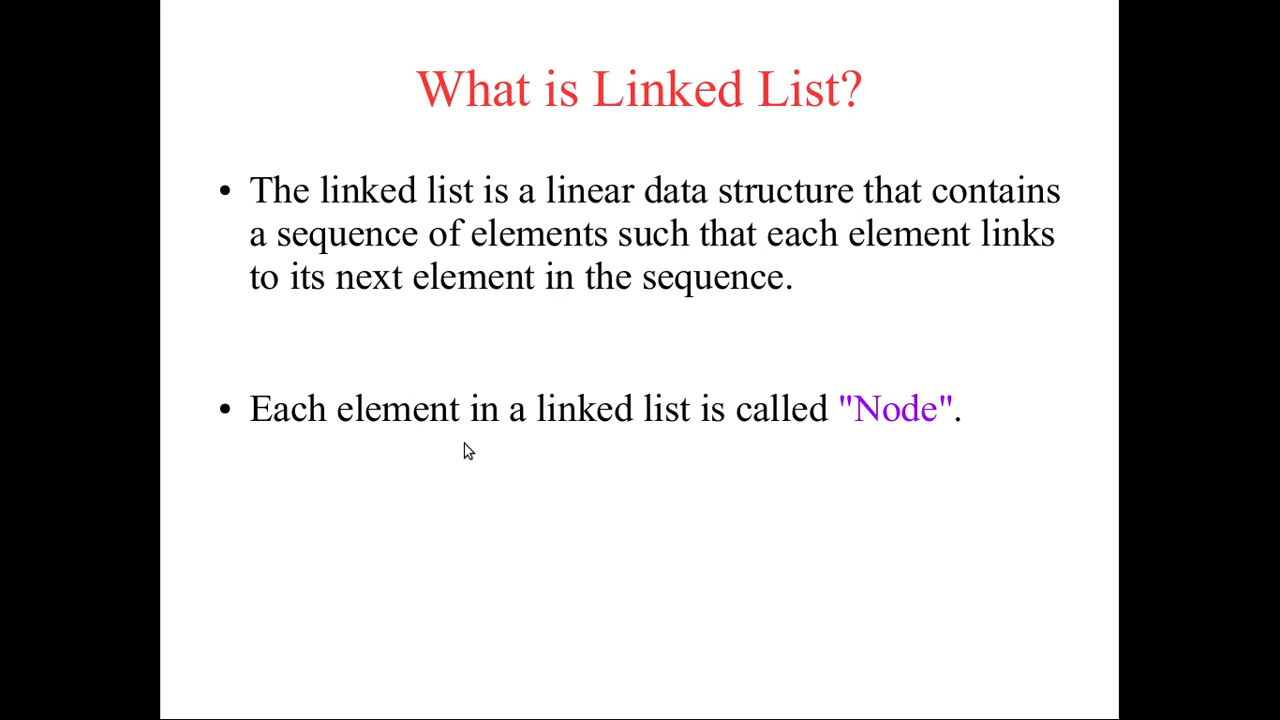 What is Linked List?
• The linked list is a linear data structure that contains
a sequence of elements such that each element links
to its next element in the sequence.
• Each element in a linked list is called "Node".